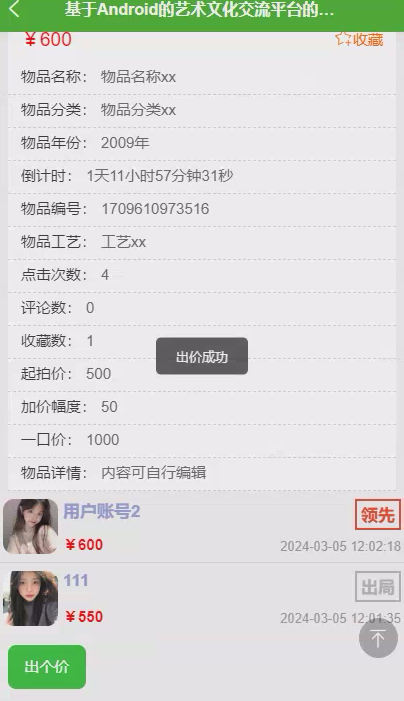 基于Android的艺术文化交流平台的...
￥600 收藏
物品名称： 物品名称xx
物品分类： 物品分类xx
物品年份： 2009年
倒计时： 1天11小时57分钟31秒
物品编号： 1709610973516
物品工艺： 工艺xx
点击次数： 4
评论数： 0
收藏数： 1
出价成功
起拍价： 500
加价幅度： 50
一口价： 1000
物品详情： 内容可自行编辑
用户账号2 领先
￥600 2024-03-05 12:02:18
111 出局
￥550 2024-03-05 12:01:35
出个价